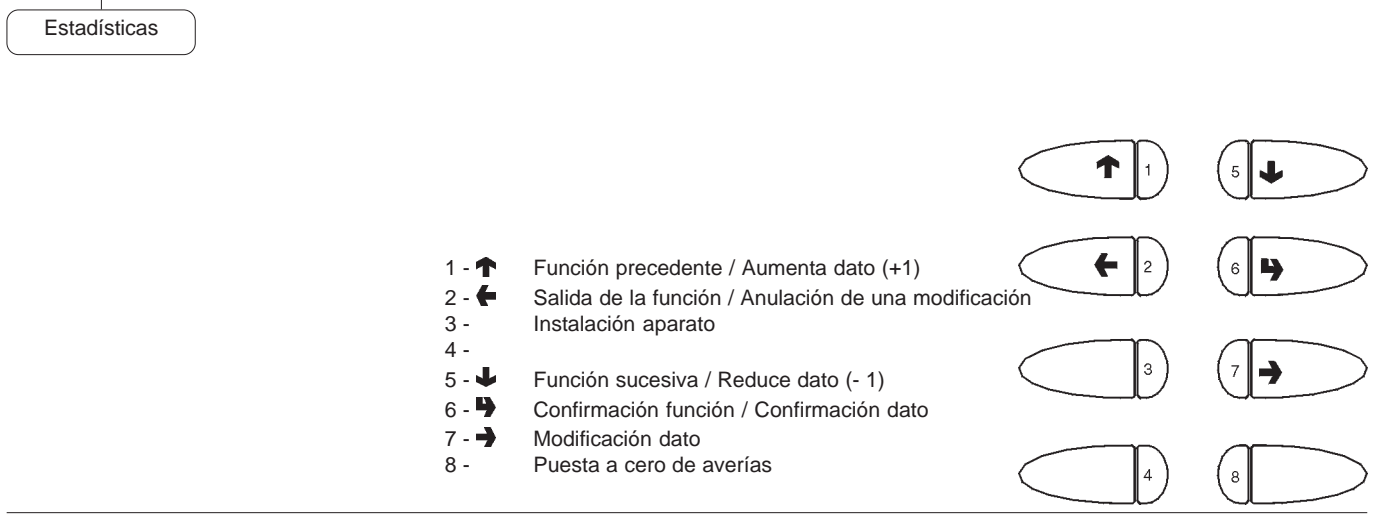 Estadísticas
1 - ↑ Función precedente / Aumenta dato (+1)
2 - ← Salida de la función / Anulación de una modificación
3 - Instalación aparato
4 -
5 - ↓ Función sucesiva / Reduce dato (- 1)
6 - ↳ Confirmación función / Confirmación dato
7 - → Modificación dato
8 - Puesta a cero de averías
↑ 1 5 ↓
← 2 6 ↳
3 7 →
4 8